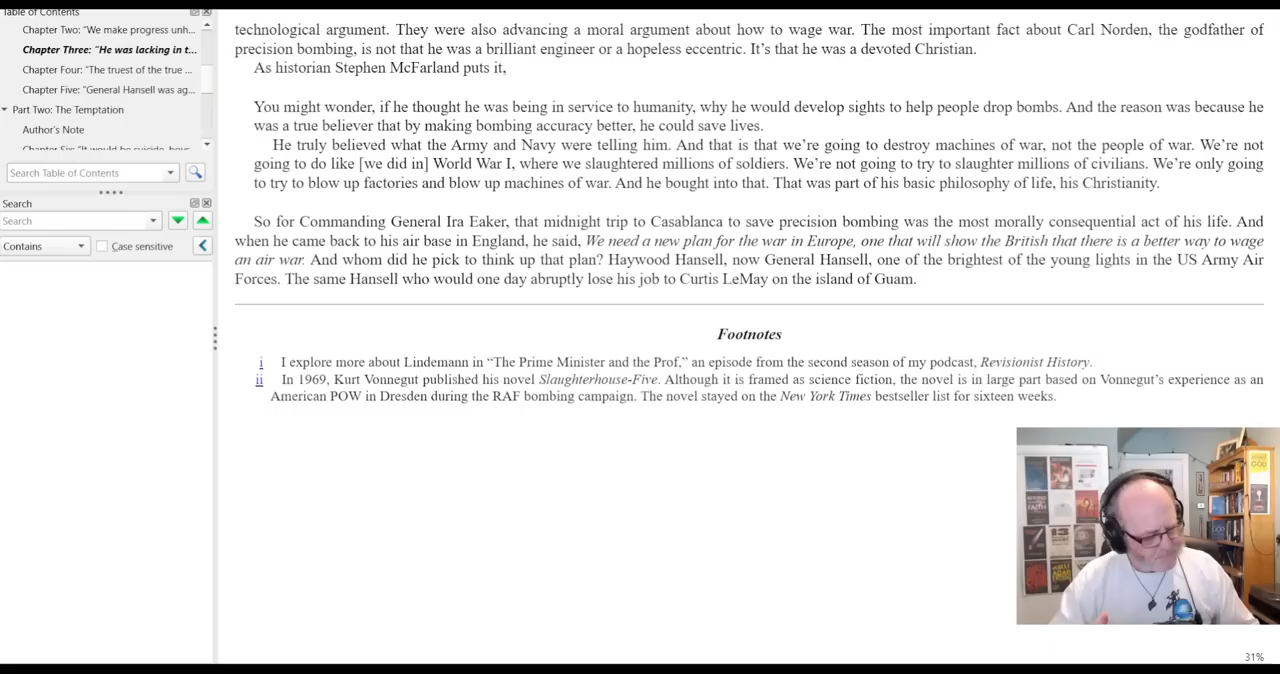 Table of Contents
Chapter Two: "We make progress unh...
Chapter Three: "He was lacking in t...
Chapter Four: "The truest of the true ...
Chapter Five: "General Hansell was ag...
Part Two: The Temptation
Author's Note
Search Table of Contents
Search
Search
Contains
Case sensitive
technological argument. They were also advancing a moral argument about how to wage war. The most important fact about Carl Norden, the godfather of
precision bombing, is not that he was a brilliant engineer or a hopeless eccentric. It's that he was a devoted Christian.
As historian Stephen McFarland puts it,
You might wonder, if he thought he was being in service to humanity, why he would develop sights to help people drop bombs. And the reason was because he
was a true believer that by making bombing accuracy better, he could save lives.
He truly believed what the Army and Navy were telling him. And that is that we're going to destroy machines of war, not the people of war. We're not
going to do like [we did in] World War I, where we slaughtered millions of soldiers. We're not going to try to slaughter millions of civilians. We're only going
to try to blow up factories and blow up machines of war. And he bought into that. That was part of his basic philosophy of life, his Christianity.
So for Commanding General Ira Eaker, that midnight trip to Casablanca to save precision bombing was the most morally consequential act of his life. And
when he came back to his air base in England, he said, We need a new plan for the war in Europe, one that will show the British that there is a better way to wage
an air war. And whom did he pick to think up that plan? Haywood Hansell, now General Hansell, one of the brightest of the young lights in the US Army Air
Forces. The same Hansell who would one day abruptly lose his job to Curtis LeMay on the island of Guam.
Footnotes
i I explore more about Lindemann in "The Prime Minister and the Prof," an episode from the second season of my podcast, Revisionist History.
ii In 1969, Kurt Vonnegut published his novel Slaughterhouse-Five. Although it is framed as science fiction, the novel is in large part based on Vonnegut's experience as an
American POW in Dresden during the RAF bombing campaign. The novel stayed on the New York Times bestseller list for sixteen weeks.
31%